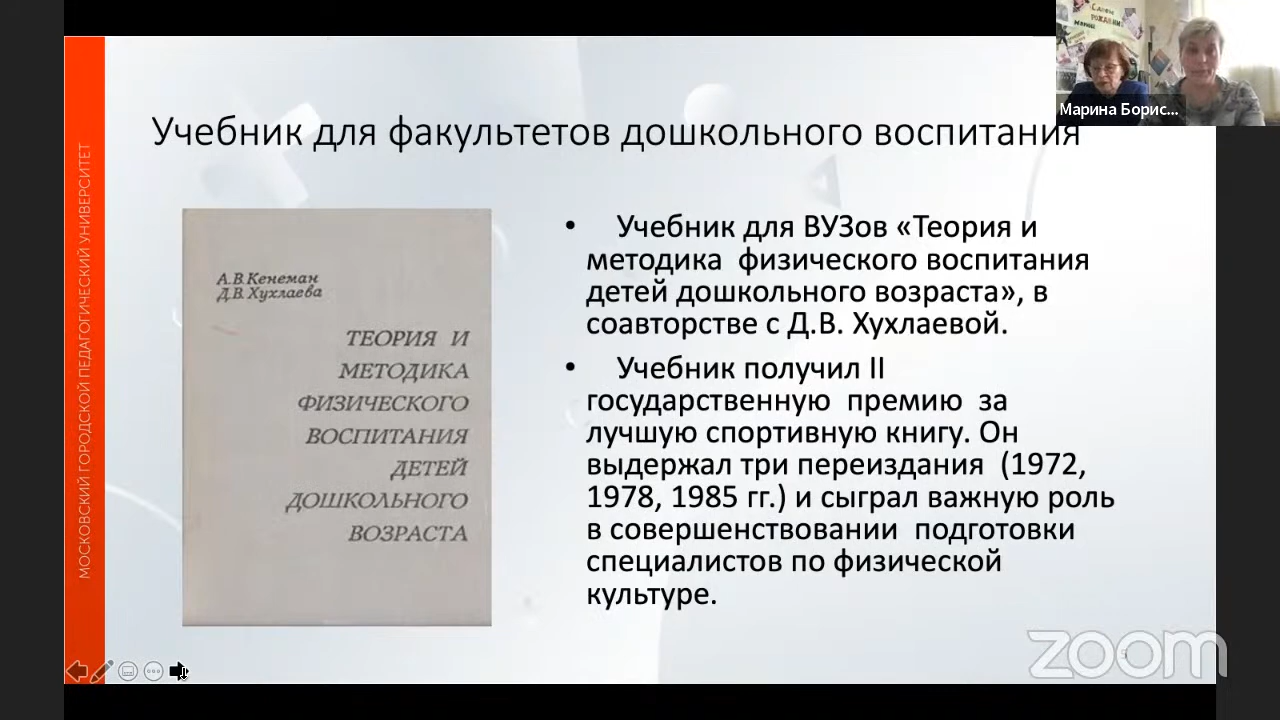 Учебник для факультетов дошкольного воспитания
МОСКОВСКИЙ ГОРОДСКОЙ ПЕДАГОГИЧЕСКИЙ УНИВЕРСИТЕТ
А.В.Кенеман
Д.В.Хухлаева
ТЕОРИЯ И
МЕТОДИКА
ФИЗИЧЕСКОГО
ВОСПИТАНИЯ
ДЕТЕЙ
ДОШКОЛЬНОГО
ВОЗРАСТА
• Учебник для ВУЗов «Теория и
методика физического воспитания
детей дошкольного возраста», в
соавторстве с Д.В. Хухлаевой.
• Учебник получил II
государственную премию за
лучшую спортивную книгу. Он
выдержал три переиздания (1972,
1978, 1985 гг.) и сыграл важную роль
в совершенствовании подготовки
специалистов по физической
культуре.
Марина Борис...
zoom
5